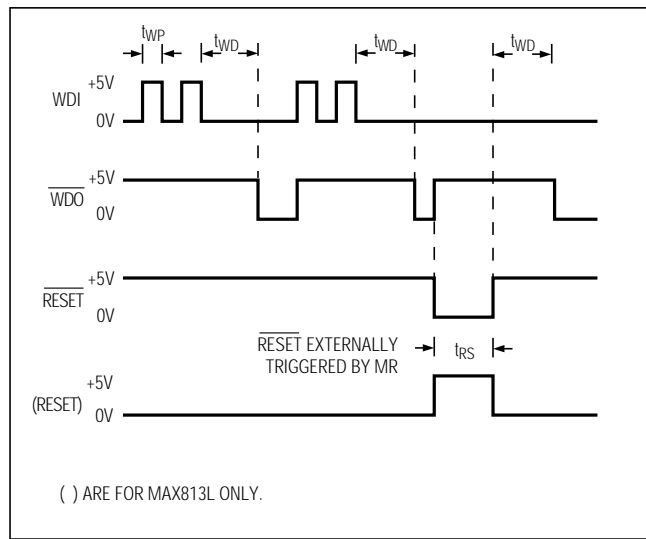 tWP
tWD
tWD
tWD
WDI
+5V
0V
WDO
+5V
0V
RESET
+5V
0V
RESET EXTERNALLY
TRIGGERED BY MR
tRS
(RESET)
+5V
0V
( ) ARE FOR MAX813L ONLY.